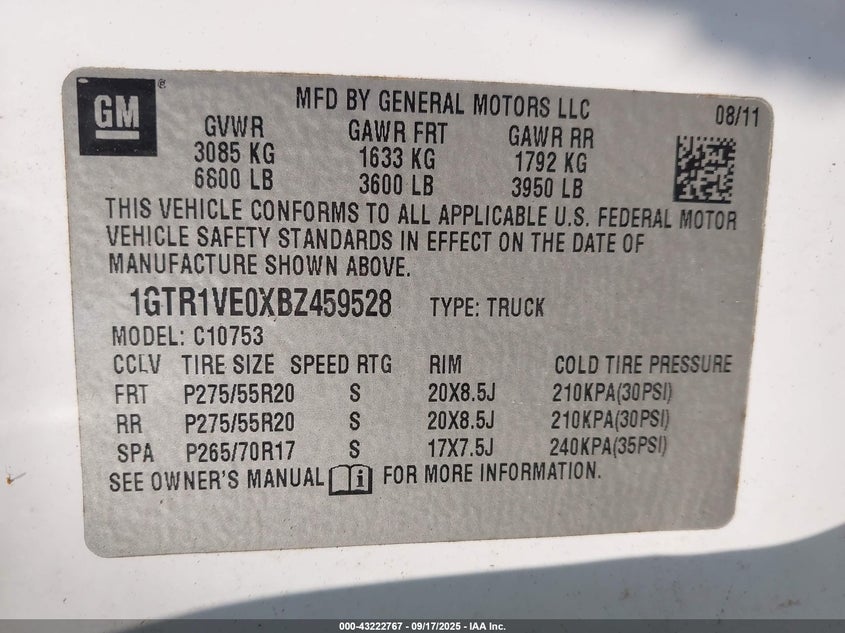 GM ®
MFD BY GENERAL MOTORS LLC 08/11
GVWR GAWR FRT GAWR RR
3085 KG 1633 KG 1792 KG
6800 LB 3600 LB 3950 LB
THIS VEHICLE CONFORMS TO ALL APPLICABLE U.S. FEDERAL MOTOR
VEHICLE SAFETY STANDARDS IN EFFECT ON THE DATE OF
MANUFACTURE SHOWN ABOVE.
1GTR1VE0XBZ459528 TYPE: TRUCK
MODEL: C10753
CCLV TIRE SIZE SPEED RTG RIM COLD TIRE PRESSURE
FRT P275/55R20 S 20X8.5J 210KPA(30PSI)
RR P275/55R20 S 20X8.5J 210KPA(30PSI)
SPA P265/70R17 S 17X7.5J 240KPA(35PSI)
SEE OWNER'S MANUAL i FOR MORE INFORMATION.
000-43222767 - 09/17/2025 - IAA Inc.